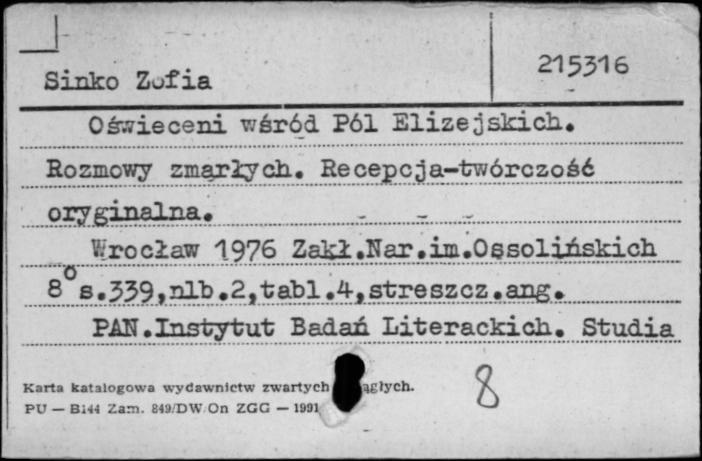 Sinko Zofia
215316
Oświeceni wśród Pól Elizejskich.
Rozmowy zmarłych. Recepcja-twórczość
oryginalna.
Wrocław 1976 Zakł.Nar.im.Ossolińskich
8° s.339,nlb.2,tabl.4,streszcz.ang.
PAN.Instytut Badań Literackich. Studia
Karta katalogowa wydawnictw zwartych ągłych.
8
PU — B144 Zam. 849/DW/On ZGG — 1991